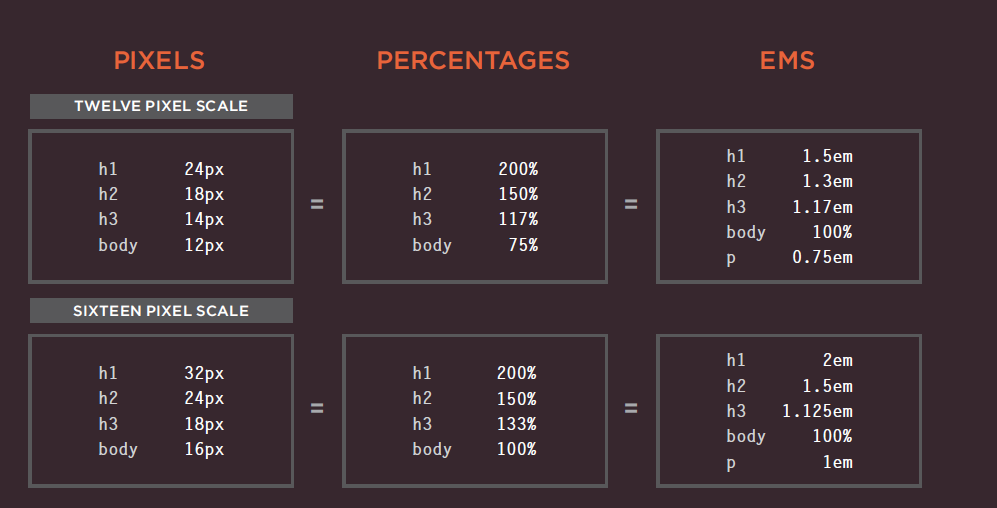 PIXELS PERCENTAGES EMS
TWELVE PIXEL SCALE
h1 24px
h2 18px
h3 14px
body 12px
=
h1 200%
h2 150%
h3 117%
body 75%
=
h1 1.5em
h2 1.3em
h3 1.17em
body 100%
p 0.75em
SIXTEEN PIXEL SCALE
h1 32px
h2 24px
h3 18px
body 16px
=
h1 200%
h2 150%
h3 133%
body 100%
=
h1 2em
h2 1.5em
h3 1.125em
body 100%
p 1em